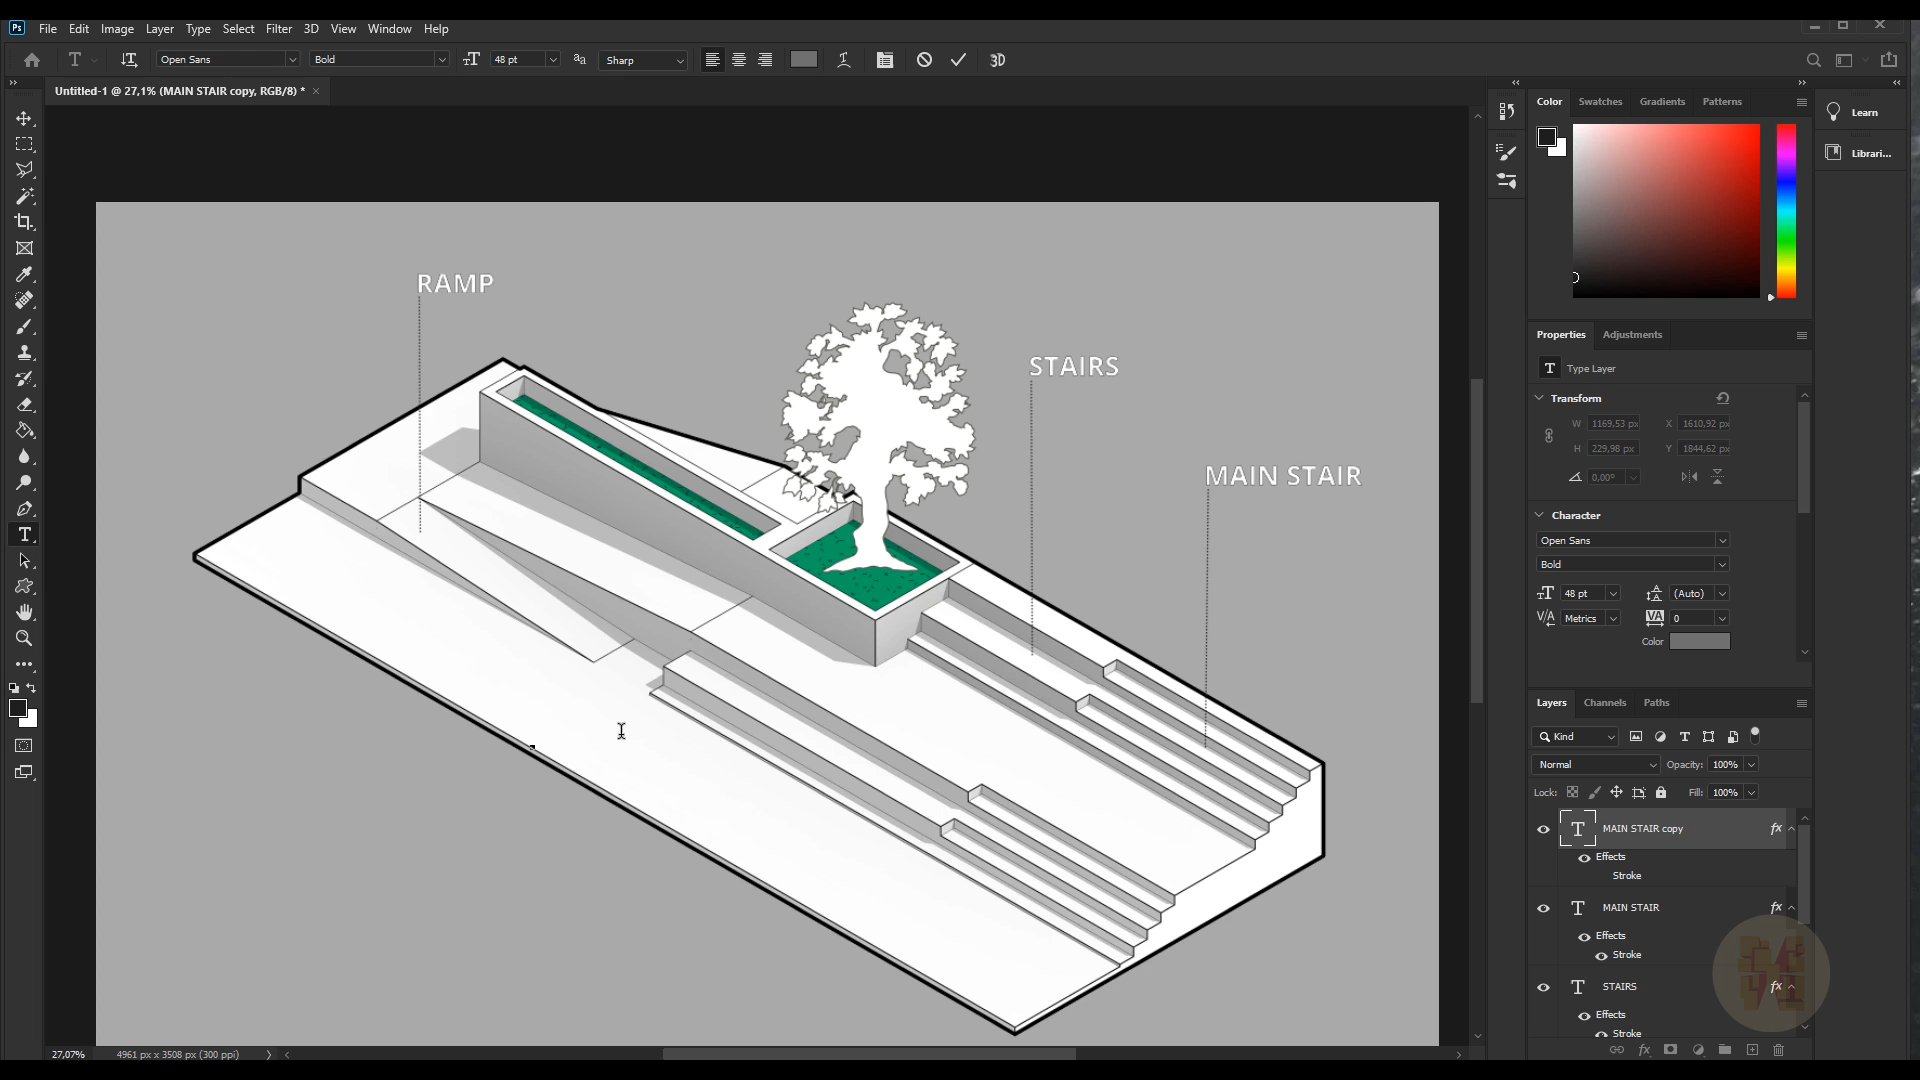 Ps File Edit Image Layer Type Select Filter 3D View Window Help
Open Sans Bold 48 pt Sharp 3D
Untitled-1 @ 27,1% (MAIN STAIR copy, RGB/8) *
RAMP
STAIRS
MAIN STAIR
27,07% 4961 px x 3508 px (300 ppi)
Color Swatches Gradients Patterns
Learn
Librari...
Properties Adjustments
Type Layer
Transform
W 1169,53 px X 1610,92 px
H 229,98 px Y 1844,62 px
0,00°
Character
Open Sans
Bold
48 pt (Auto)
Metrics 0
Color
Layers Channels Paths
Kind
Normal Opacity: 100%
Lock: Fill: 100%
MAIN STAIR copy fx
Effects
Stroke
MAIN STAIR fx
Effects
Stroke
STAIRS fx
Effects
Stroke
fx